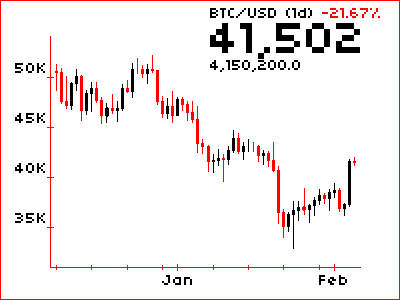 BTC/USD (1d) -21.67%
41,502
4,150,200.0
50K
45K
40K
35K
Jan Feb